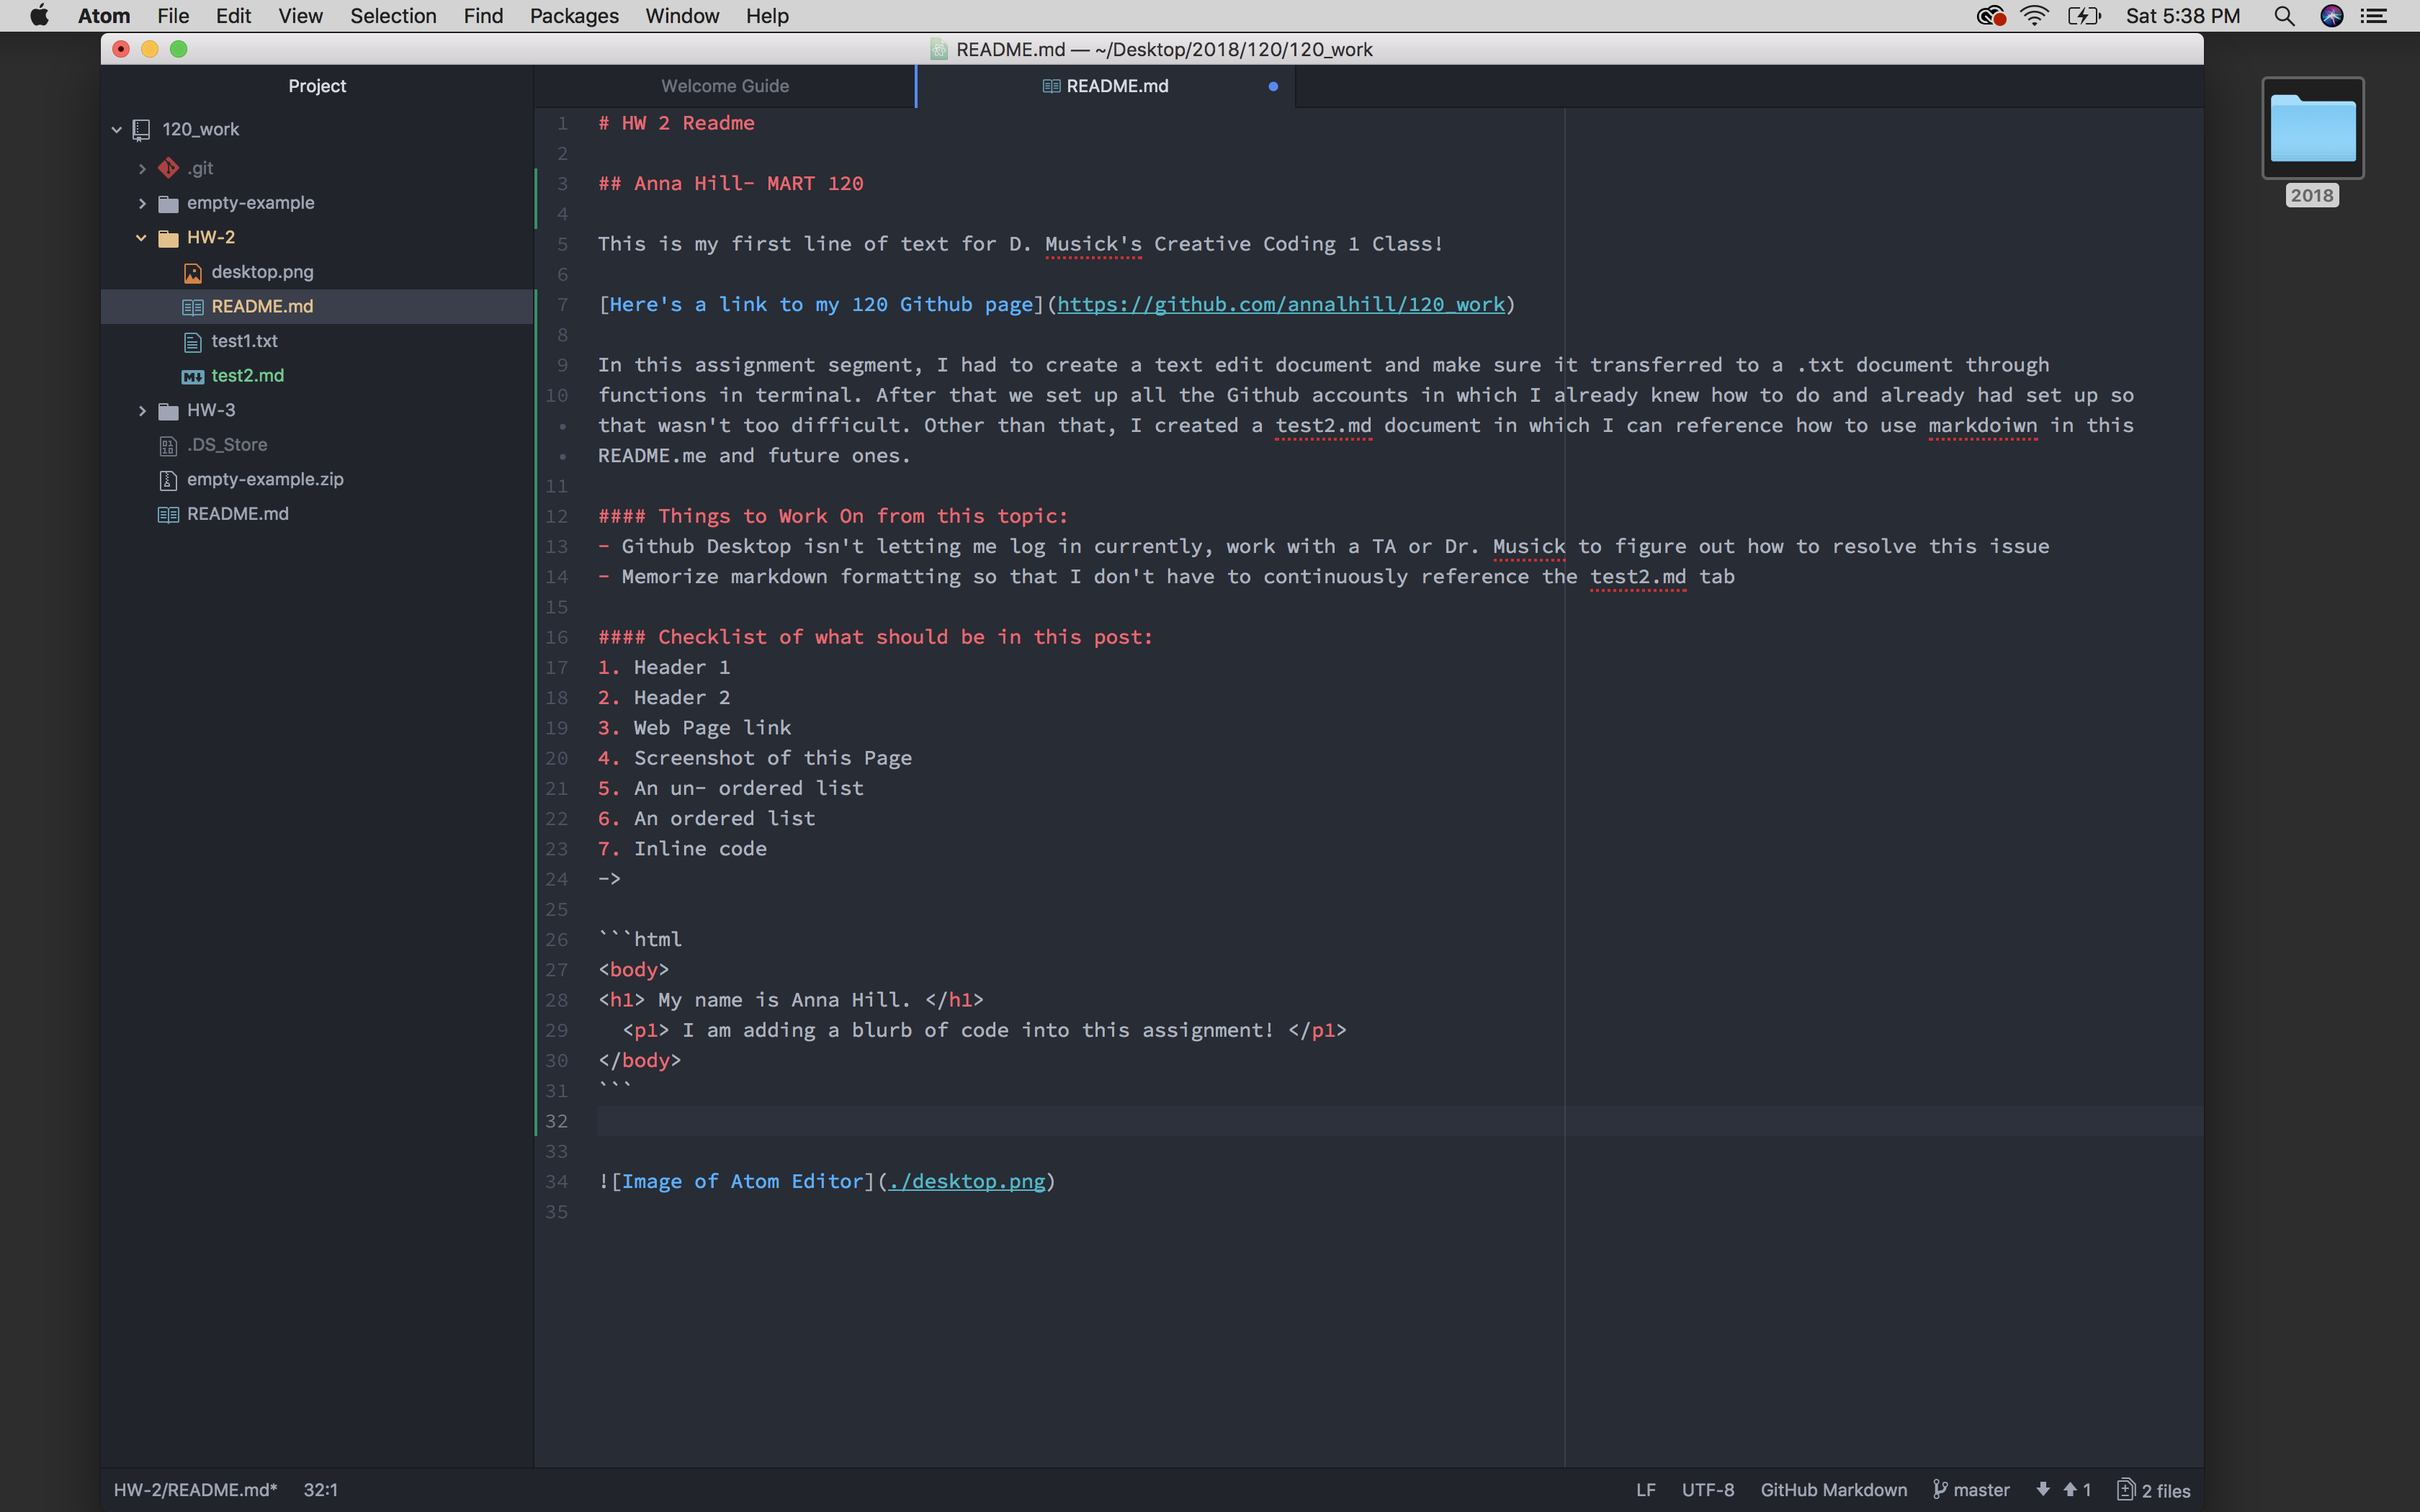 Atom File Edit View Selection Find Packages Window Help Sat 5:38 PM
README.md — ~/Desktop/2018/120/120_work
Project
120_work
.git
empty-example
HW-2
desktop.png
README.md
test1.txt
test2.md
HW-3
.DS_Store
empty-example.zip
README.md
Welcome Guide README.md
1 # HW 2 Readme
2
3 ## Anna Hill- MART 120
4
5 This is my first line of text for D. Musick's Creative Coding 1 Class!
6
7 [Here's a link to my 120 Github page](https://github.com/annalhill/120_work)
8
9 In this assignment segment, I had to create a text edit document and make sure it transferred to a .txt document through
10 functions in terminal. After that we set up all the Github accounts in which I already knew how to do and already had set up so
• that wasn't too difficult. Other than that, I created a test2.md document in which I can reference how to use markdoiwn in this
• README.me and future ones.
11
12 #### Things to Work On from this topic:
13 - Github Desktop isn't letting me log in currently, work with a TA or Dr. Musick to figure out how to resolve this issue
14 - Memorize markdown formatting so that I don't have to continuously reference the test2.md tab
15
16 #### Checklist of what should be in this post:
17 1. Header 1
18 2. Header 2
19 3. Web Page link
20 4. Screenshot of this Page
21 5. An un- ordered list
22 6. An ordered list
23 7. Inline code
24 ->
25
26 ```html
27 <body>
28 <h1> My name is Anna Hill. </h1>
29 <p1> I am adding a blurb of code into this assignment! </p1>
30 </body>
31 ```
32
33
34 ![Image of Atom Editor](./desktop.png)
35
2018
HW-2/README.md* 32:1 LF UTF-8 GitHub Markdown master 1 2 files